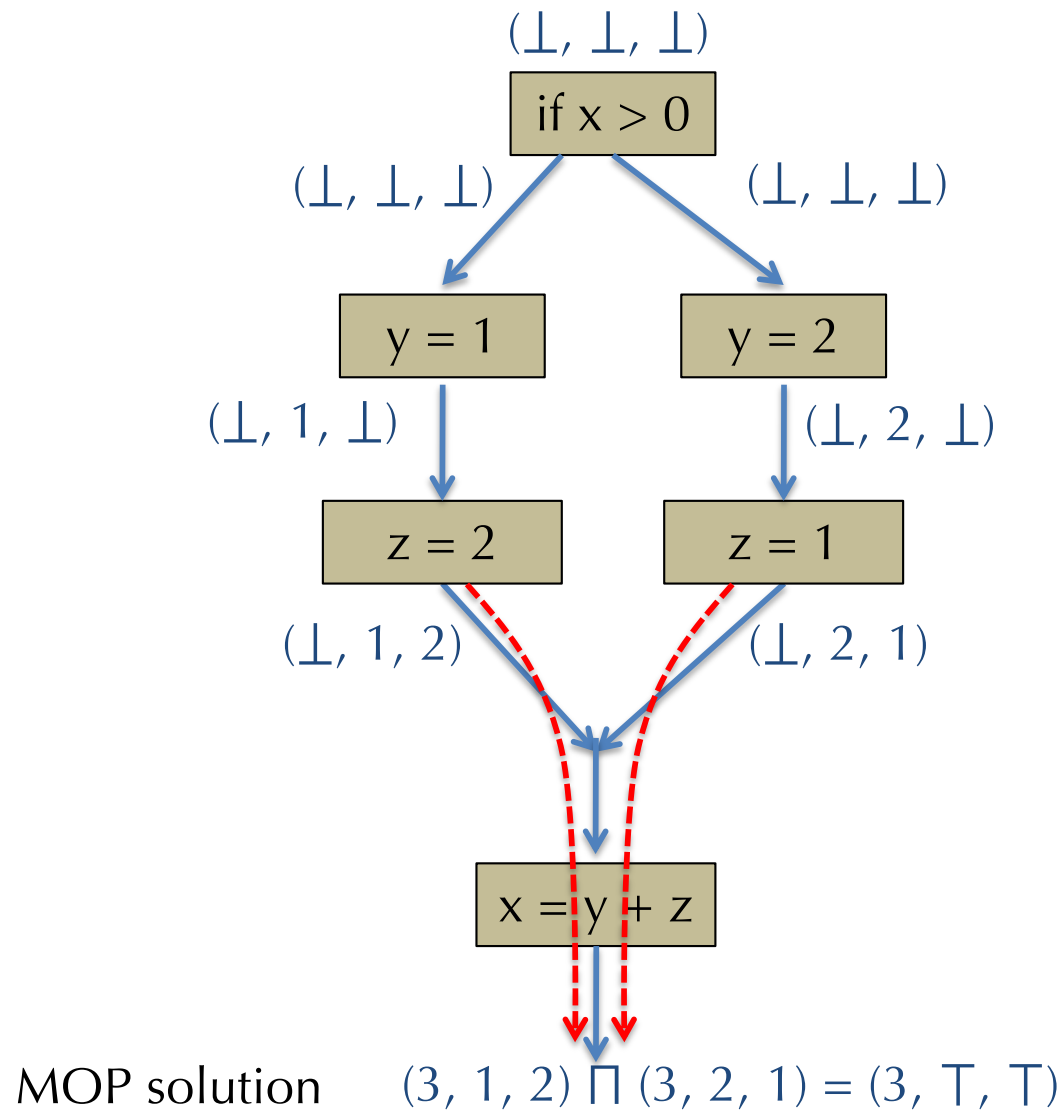 (⊥, ⊥, ⊥)
if x > 0
(⊥, ⊥, ⊥) (⊥, ⊥, ⊥)
y = 1 y = 2
(⊥, 1, ⊥) (⊥, 2, ⊥)
z = 2 z = 1
(⊥, 1, 2) (⊥, 2, 1)
x = y + z
MOP solution (3, 1, 2) ⊓ (3, 2, 1) = (3, ⊤, ⊤)